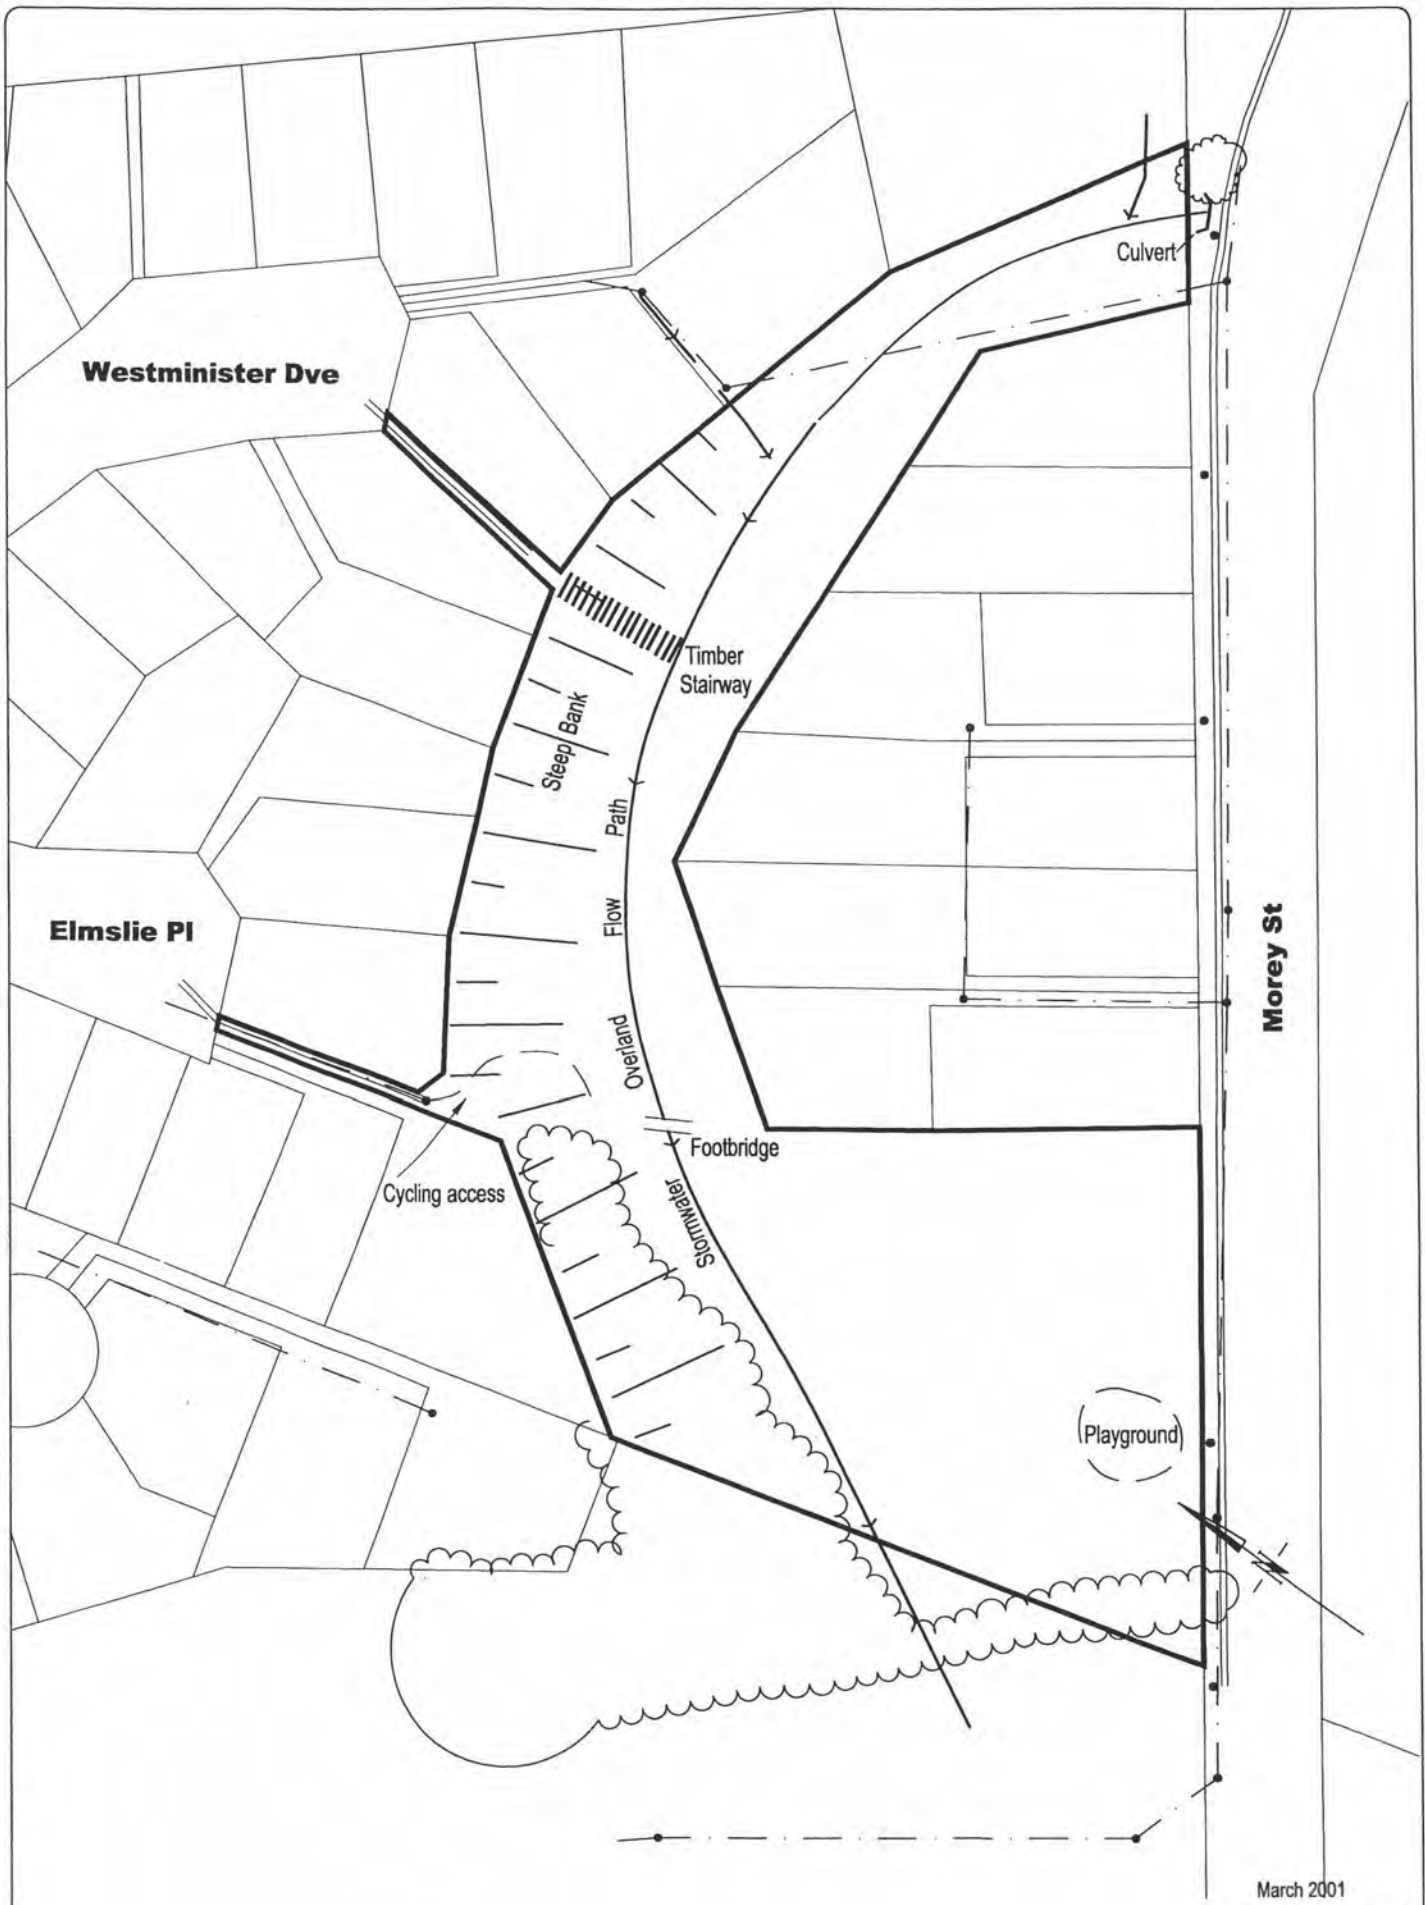 Culvert
Westminister Dve
Timber
Stairway
Steep Bank
Stormwater Overland Flow Path
Elmslie Pl
Morey St
Footbridge
Cycling access
Playground
N
March 2001